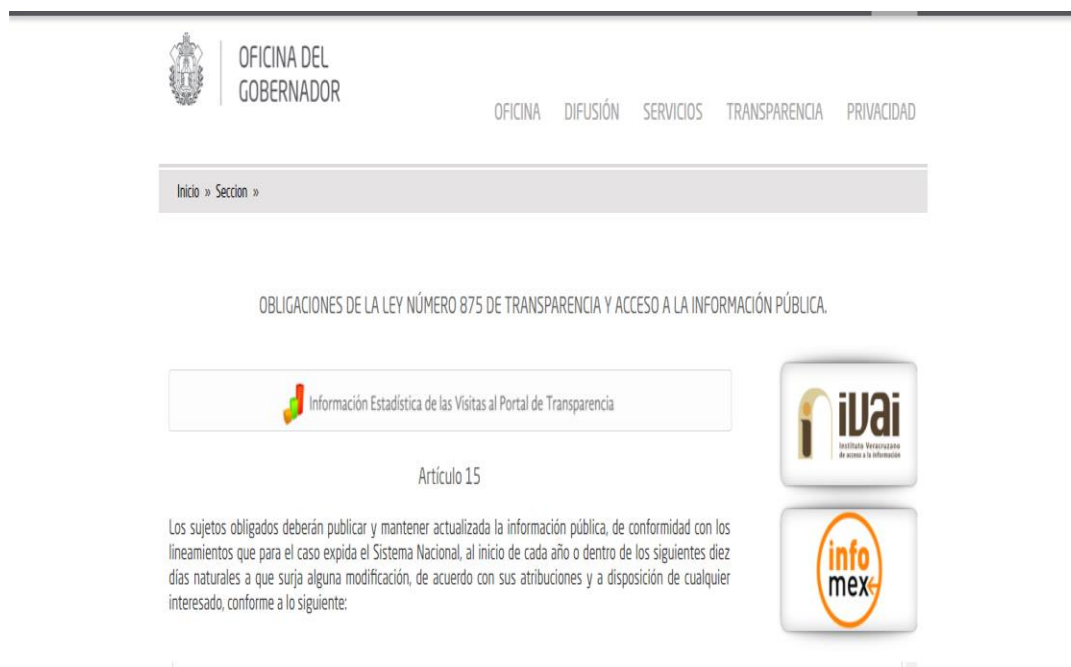 OFICINA DEL
GOBERNADOR
OFICINA DIFUSIÓN SERVICIOS TRANSPARENCIA PRIVACIDAD
Inicio » Seccion »
OBLIGACIONES DE LA LEY NÚMERO 875 DE TRANSPARENCIA Y ACCESO A LA INFORMACIÓN PÚBLICA.
Información Estadística de las Visitas al Portal de Transparencia
ivai
Instituto Veracruzano
de acceso a la información
Artículo 15
Los sujetos obligados deberán publicar y mantener actualizada la información pública, de conformidad con los
lineamientos que para el caso expida el Sistema Nacional, al inicio de cada año o dentro de los siguientes diez
días naturales a que surja alguna modificación, de acuerdo con sus atribuciones y a disposición de cualquier
interesado, conforme a lo siguiente:
info
mex